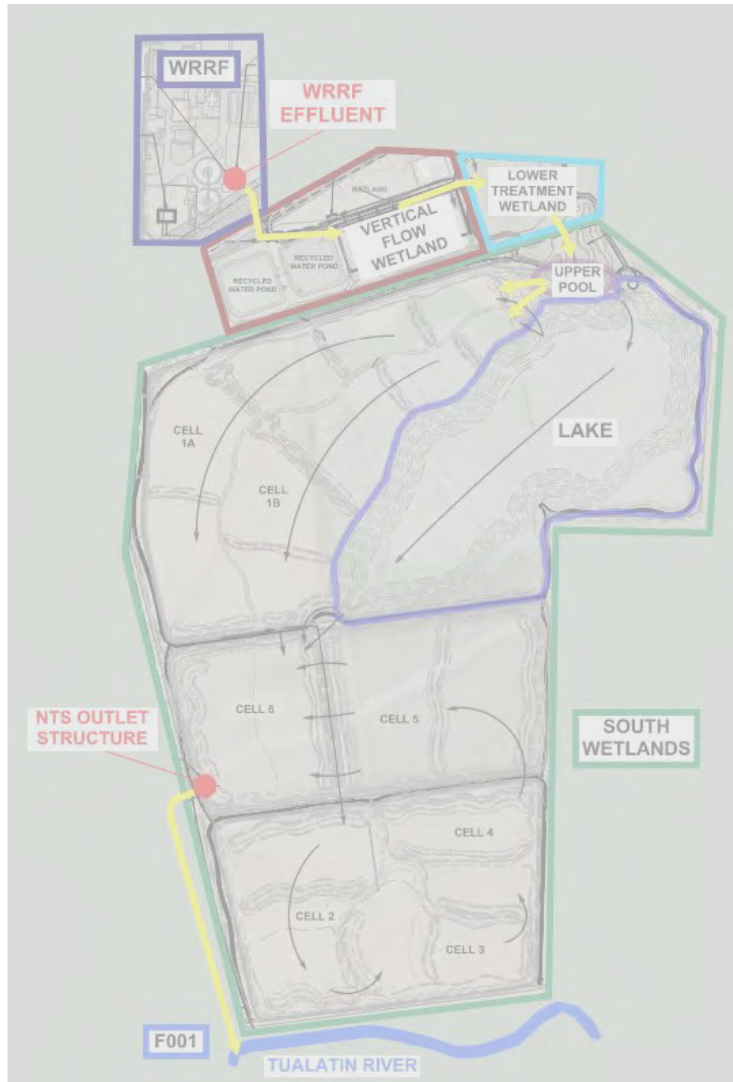 WRRF
WRRF
EFFLUENT
LOWER
TREATMENT
WETLAND
WETLAND
VERTICAL
FLOW
WETLAND
RECYCLED
WATER POND
RECYCLED
WATER POND
UPPER
POOL
LAKE
CELL
1A
CELL
1B
CELL 6
CELL 5
NTS OUTLET
STRUCTURE
SOUTH
WETLANDS
CELL 4
CELL 2
CELL 3
F001
TUALATIN RIVER